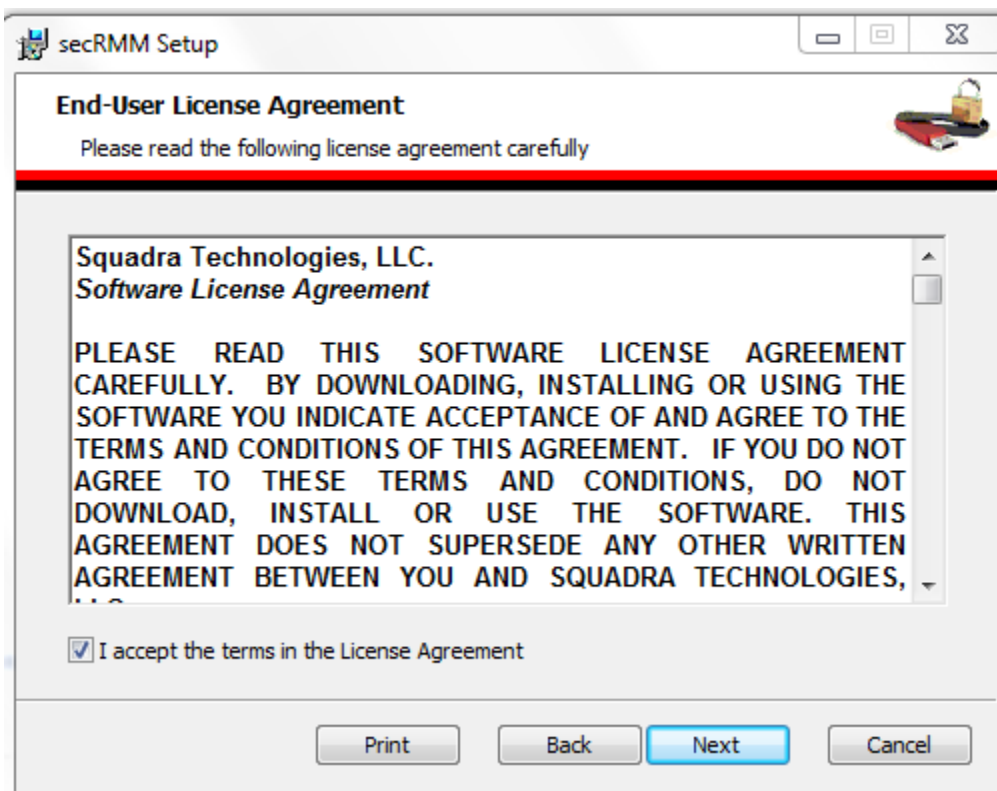 secRMM Setup
End-User License Agreement
Please read the following license agreement carefully
Squadra Technologies, LLC.
Software License Agreement
PLEASE READ THIS SOFTWARE LICENSE AGREEMENT
CAREFULLY. BY DOWNLOADING, INSTALLING OR USING THE
SOFTWARE YOU INDICATE ACCEPTANCE OF AND AGREE TO THE
TERMS AND CONDITIONS OF THIS AGREEMENT. IF YOU DO NOT
AGREE TO THESE TERMS AND CONDITIONS, DO NOT
DOWNLOAD, INSTALL OR USE THE SOFTWARE. THIS
AGREEMENT DOES NOT SUPERSEDE ANY OTHER WRITTEN
AGREEMENT BETWEEN YOU AND SQUADRA TECHNOLOGIES,
I accept the terms in the License Agreement
Print Back Next Cancel